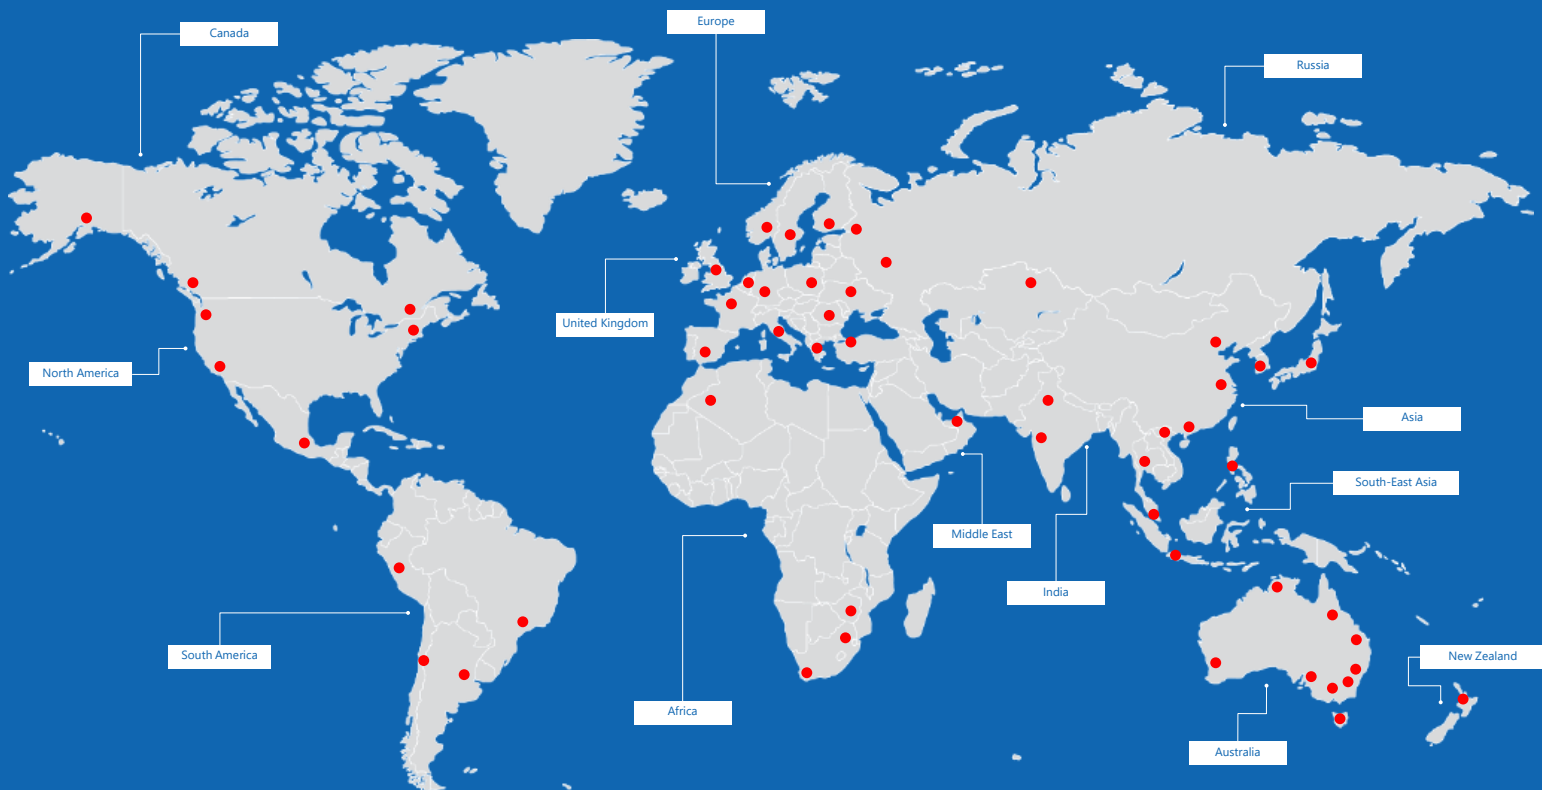 Europe
Canada
Russia
United Kingdom
North America
Asia
South-East Asia
Middle East
India
South America
New Zealand
Africa
Australia